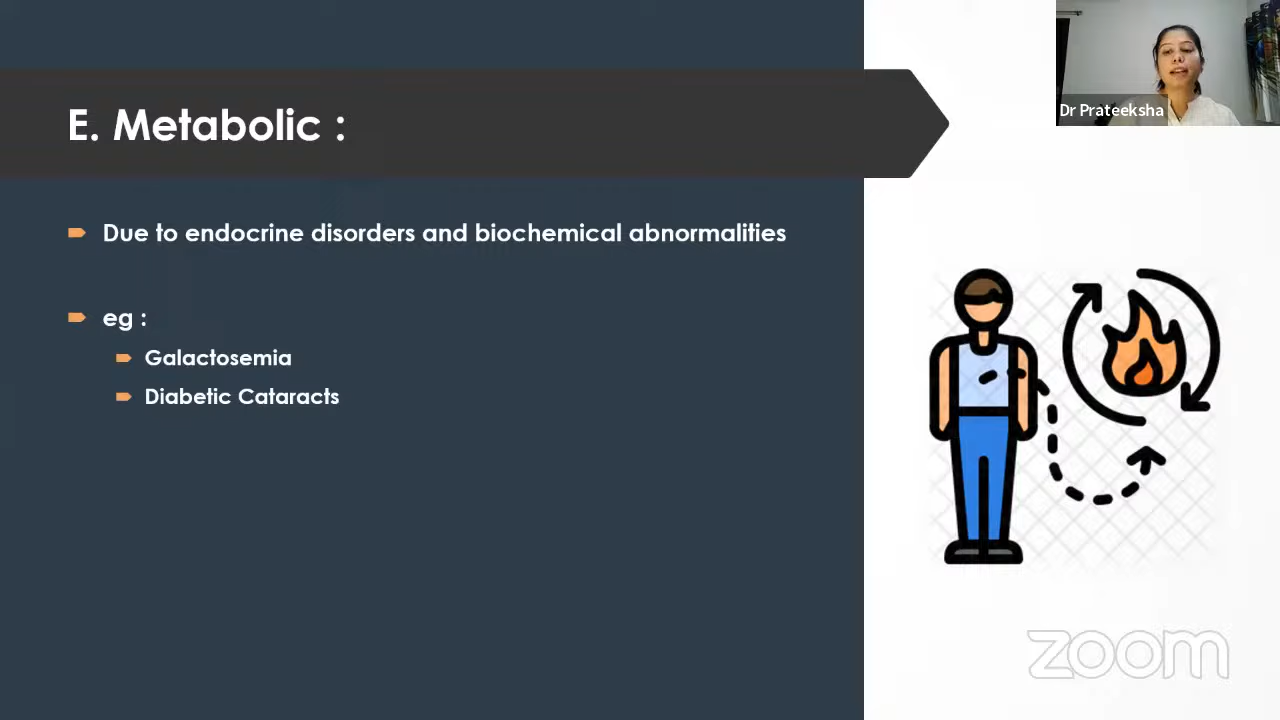 E. Metabolic :
Dr Prateeksha
Due to endocrine disorders and biochemical abnormalities
eg :
Galactosemia
Diabetic Cataracts
zoom